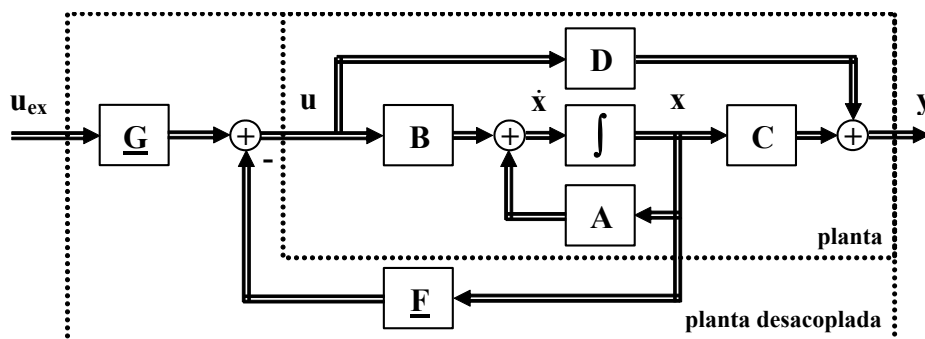 D
u_ex
u
ẋ
x
y
G
+
B
+
∫
C
+
-
A
planta
F
planta desacoplada